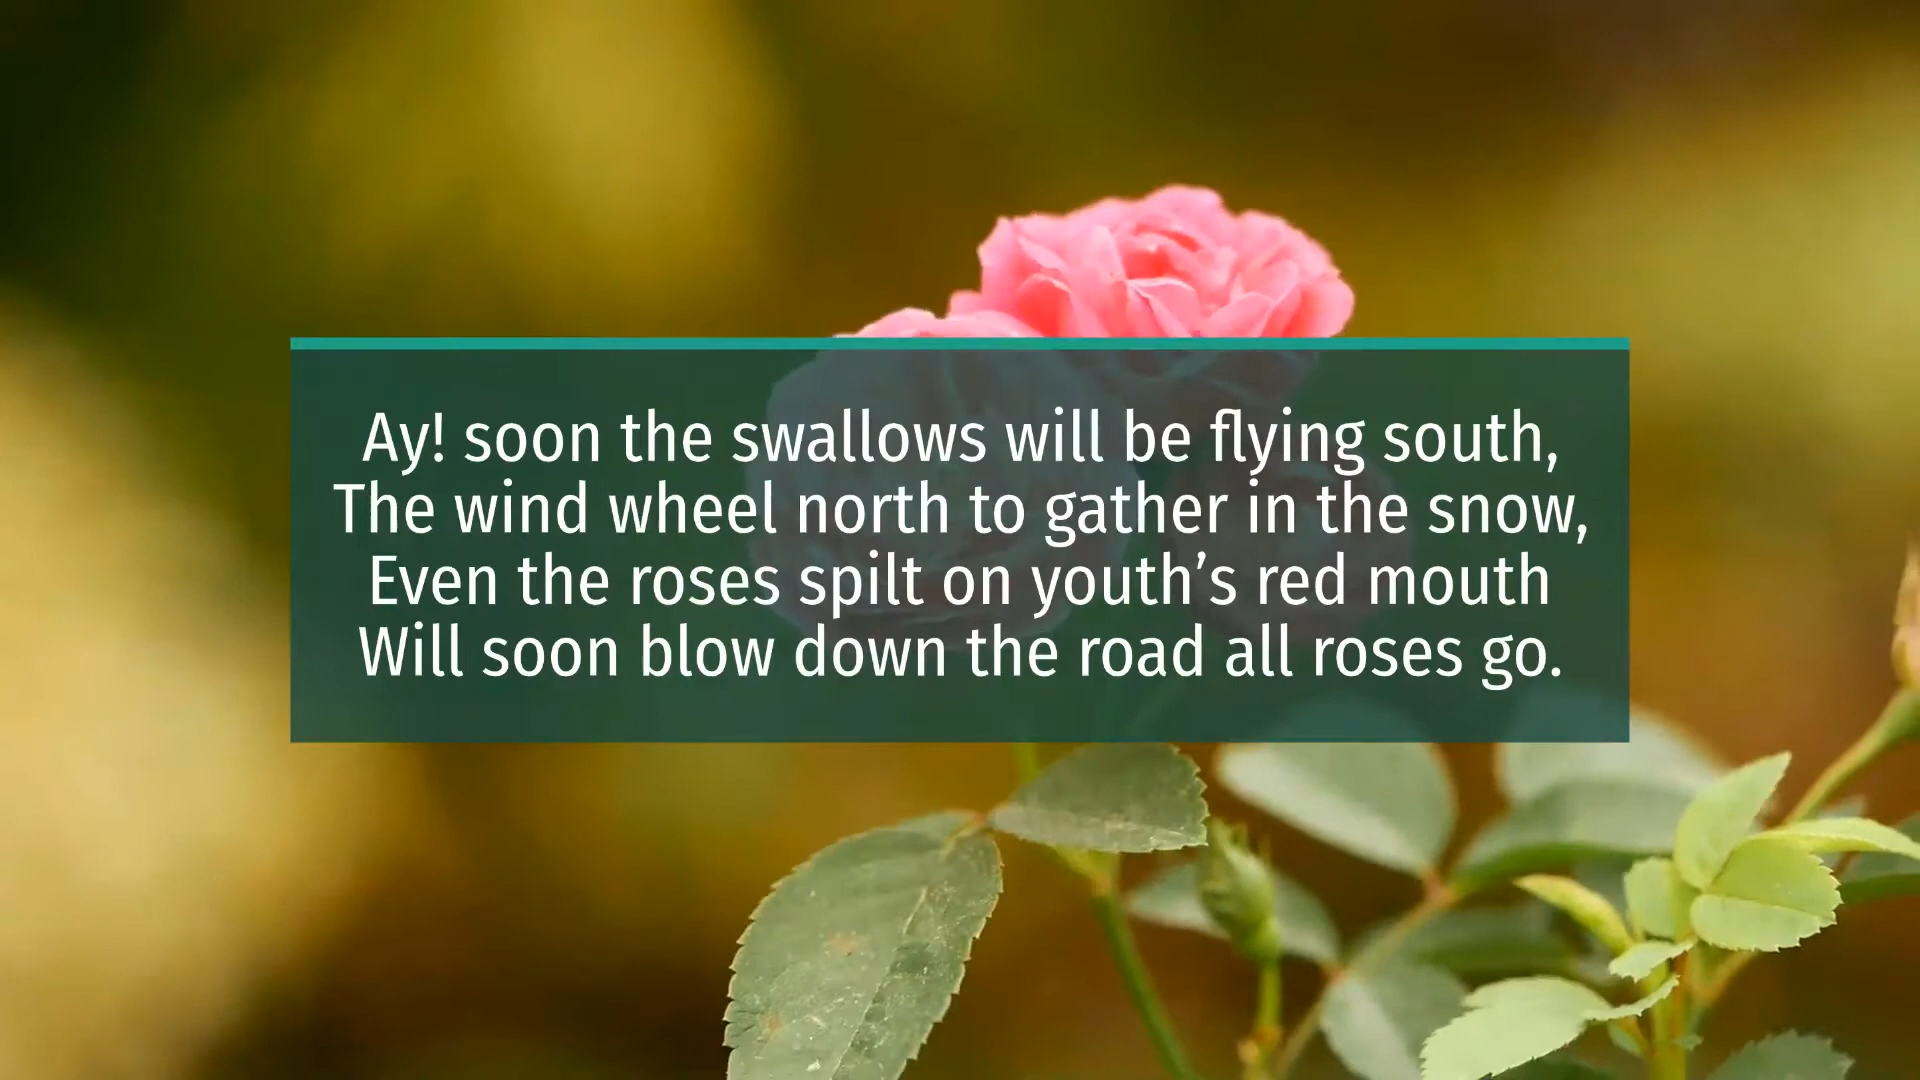 Ay! soon the swallows will be flying south,
The wind wheel north to gather in the snow,
Even the roses spilt on youth’s red mouth
Will soon blow down the road all roses go.